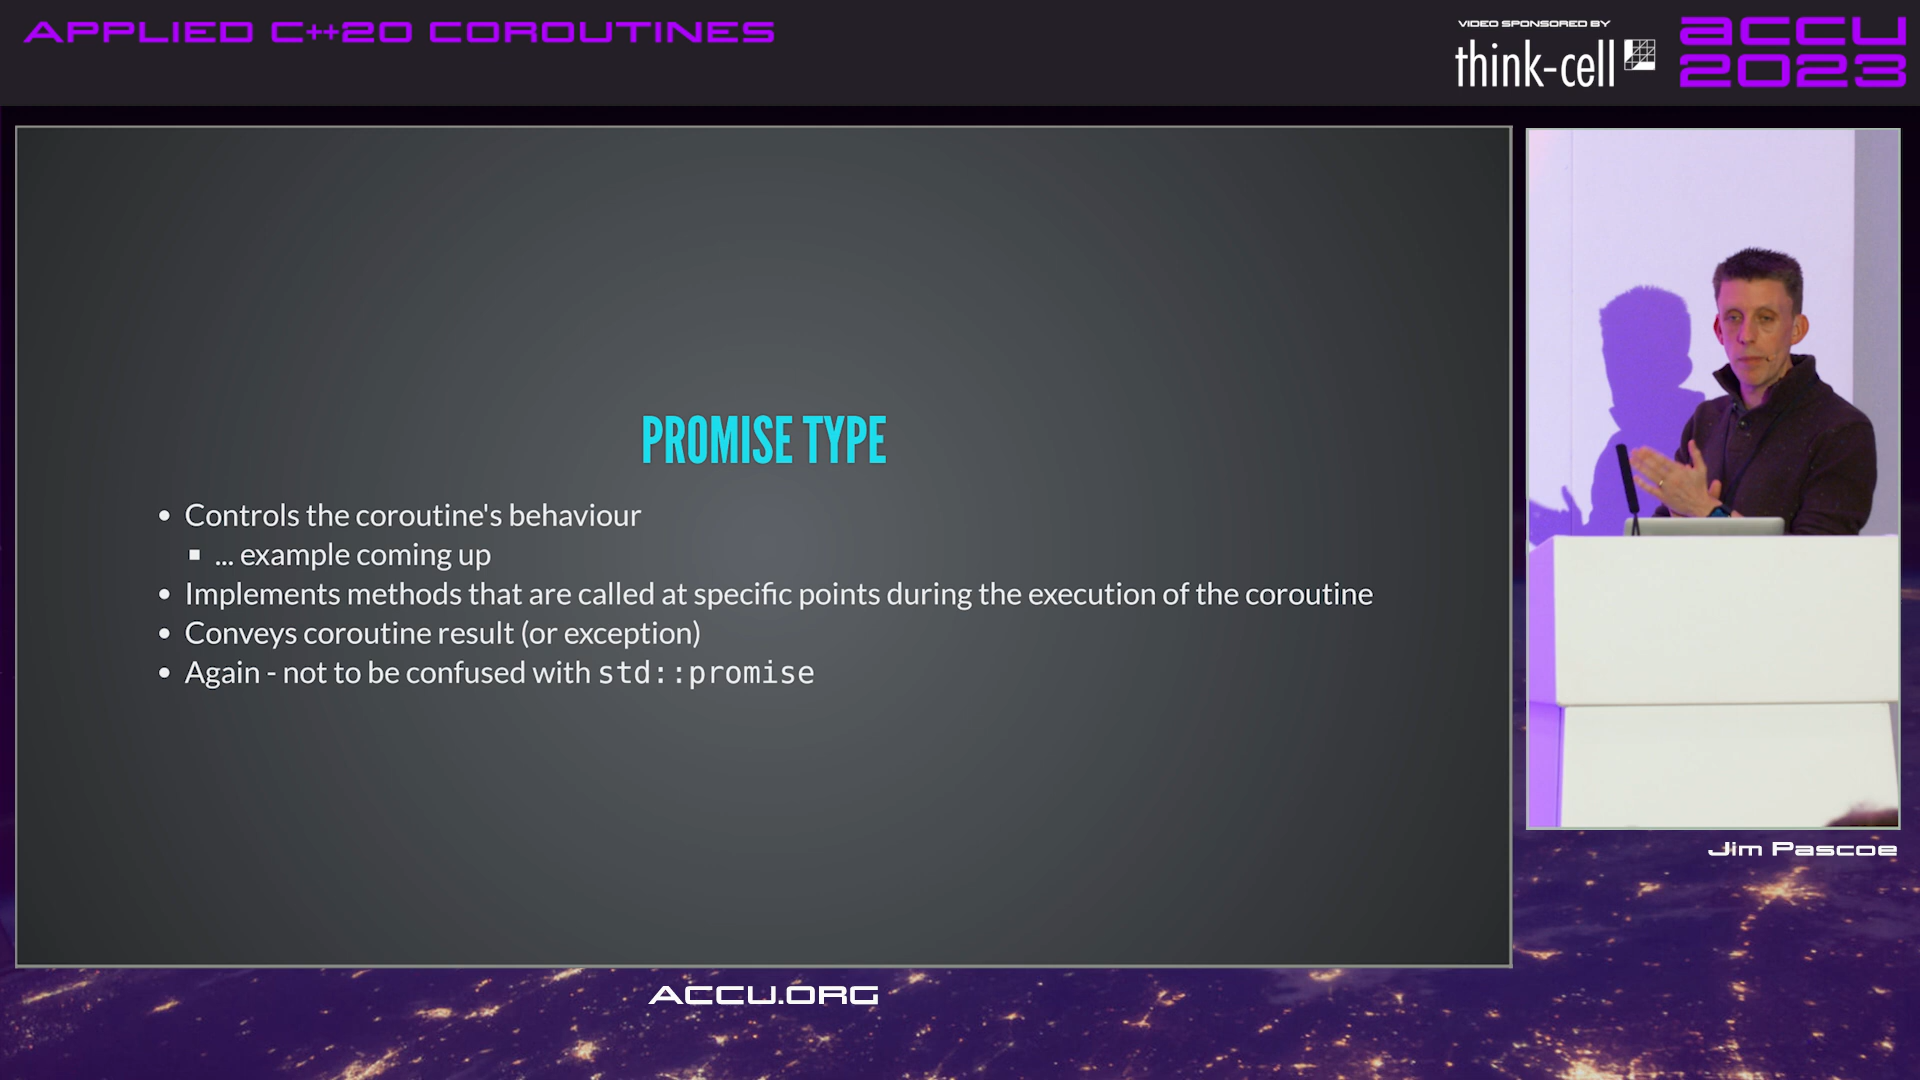 APPLIED C++20 COROUTINES
VIDEO SPONSORED BY
think-cell
accu
2023
PROMISE TYPE
• Controls the coroutine's behaviour
▪ ... example coming up
• Implements methods that are called at specific points during the execution of the coroutine
• Conveys coroutine result (or exception)
• Again - not to be confused with std::promise
Jim Pascoe
ACCU.ORG